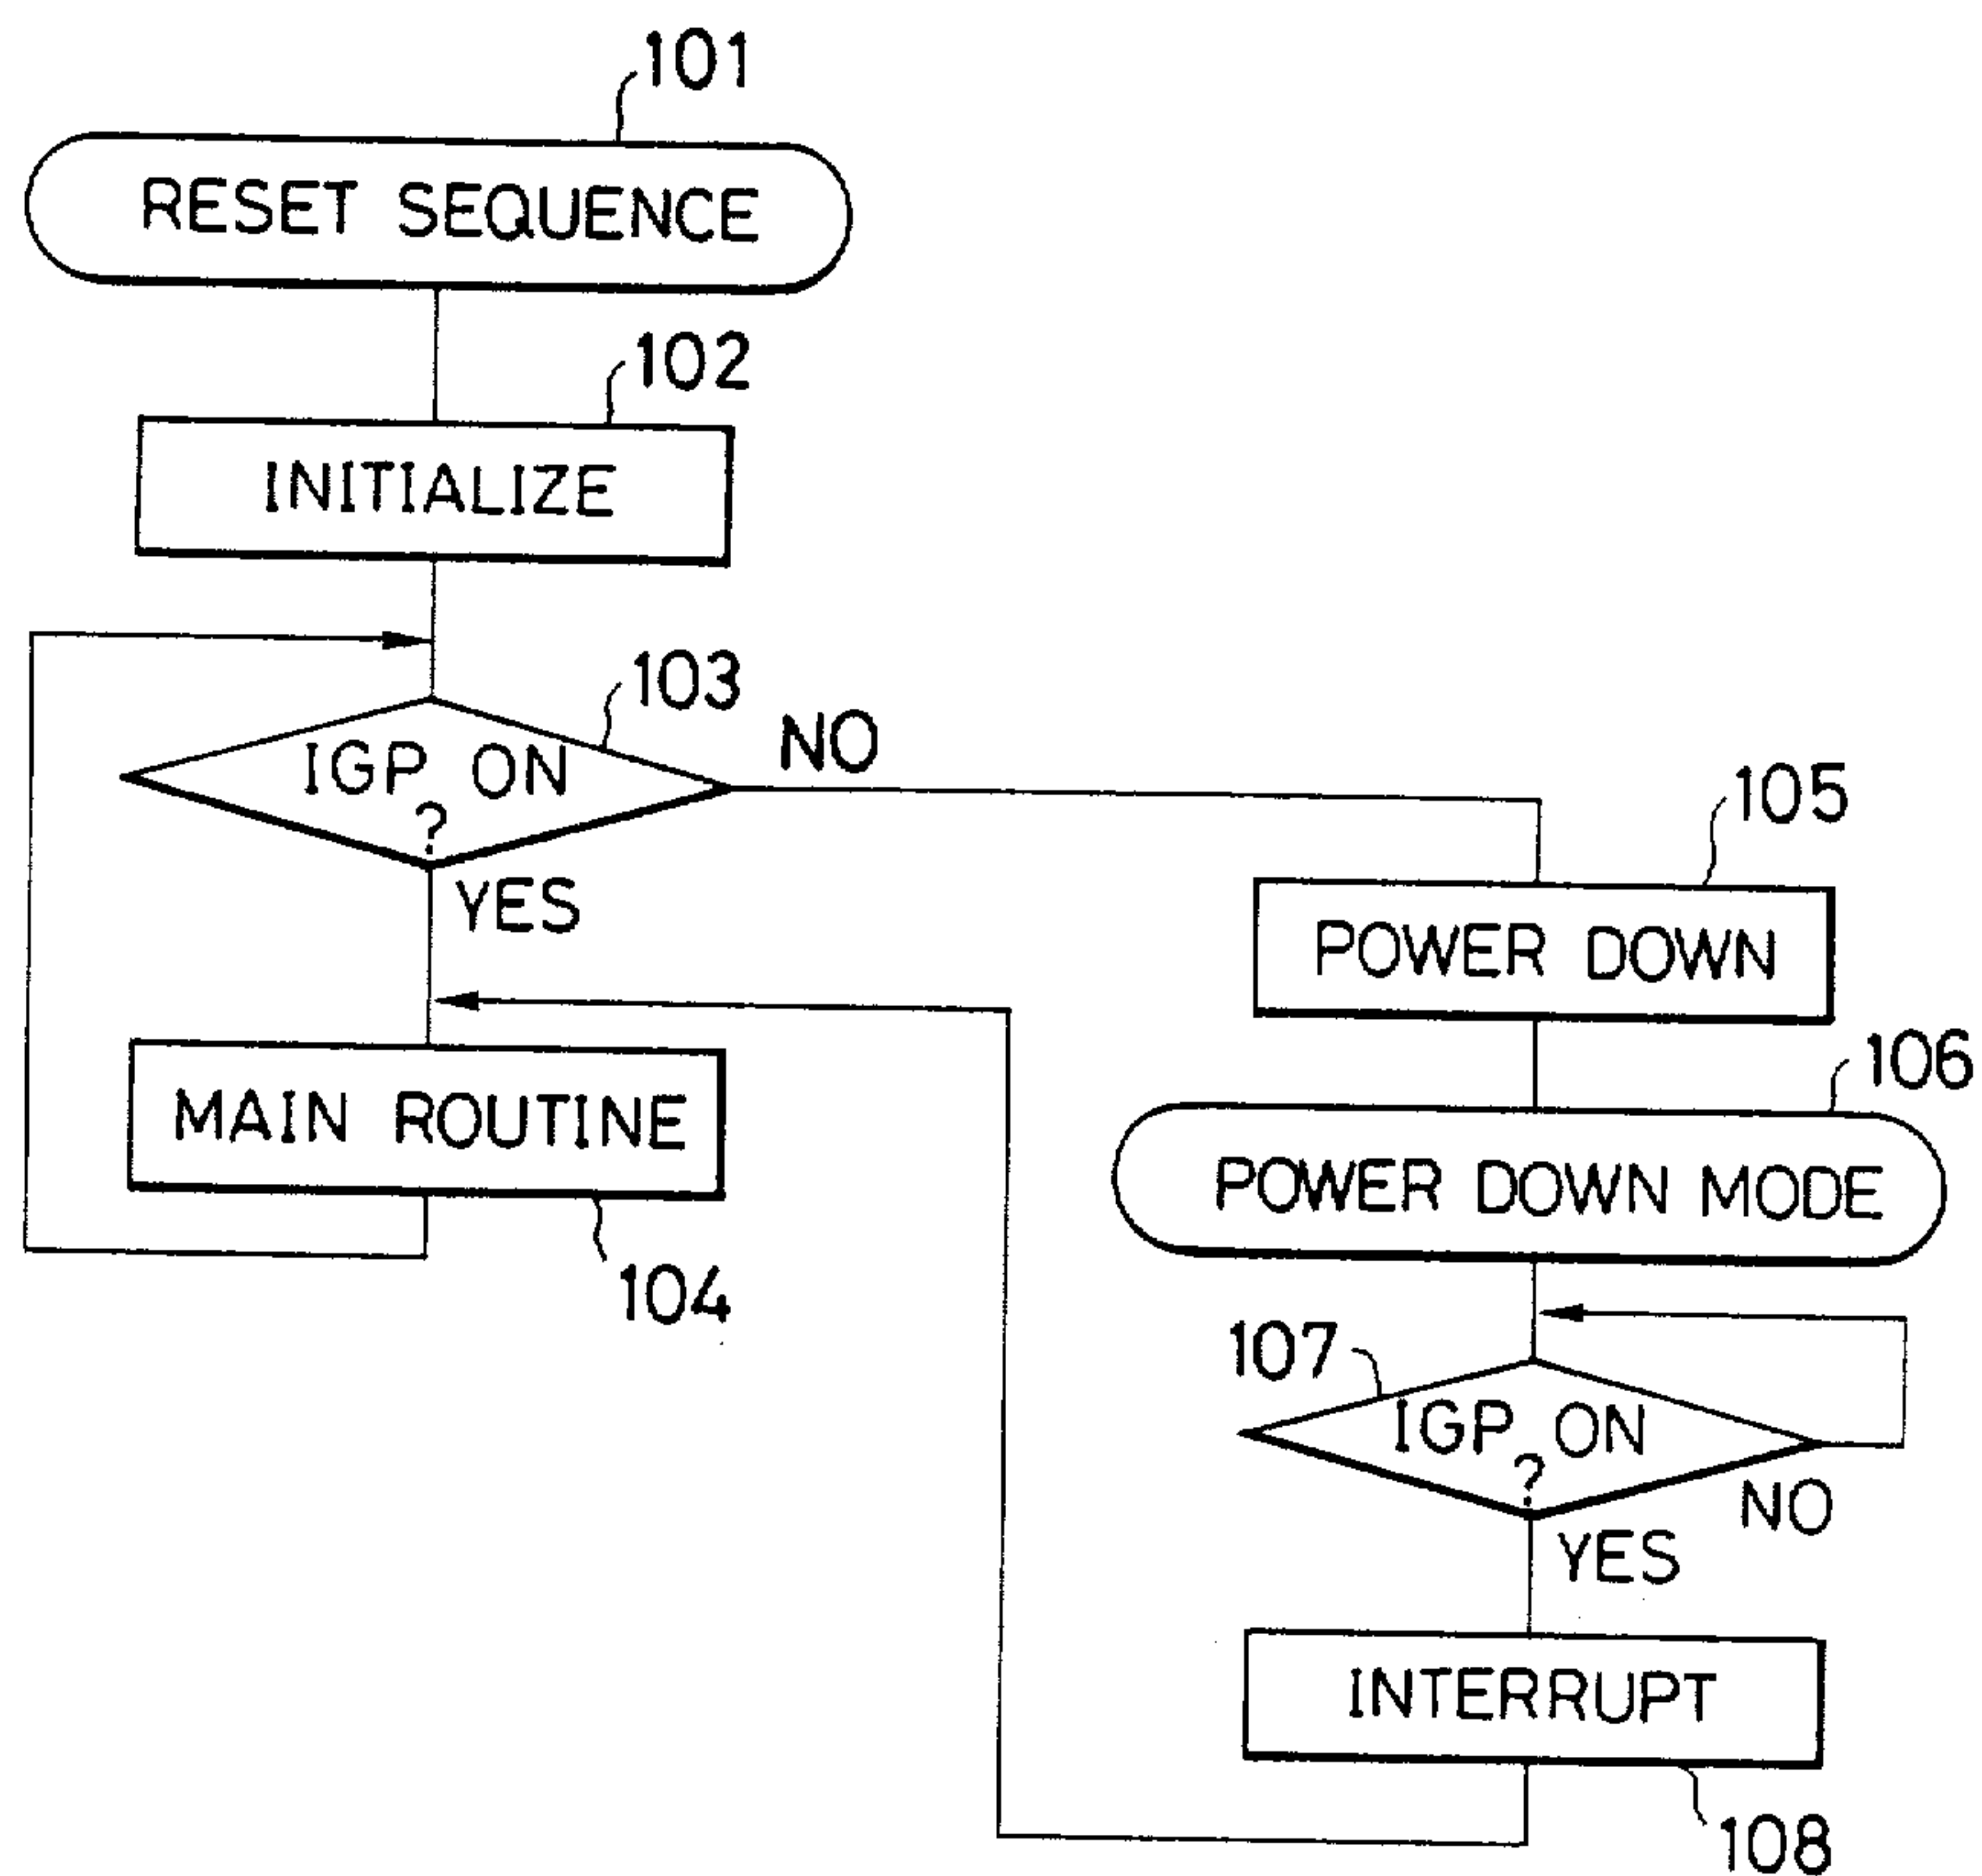 101
RESET SEQUENCE
102
INITIALIZE
103
IGP ON
?
NO
YES
MAIN ROUTINE
104
105
POWER DOWN
106
POWER DOWN MODE
107
IGP ON
?
NO
YES
INTERRUPT
108